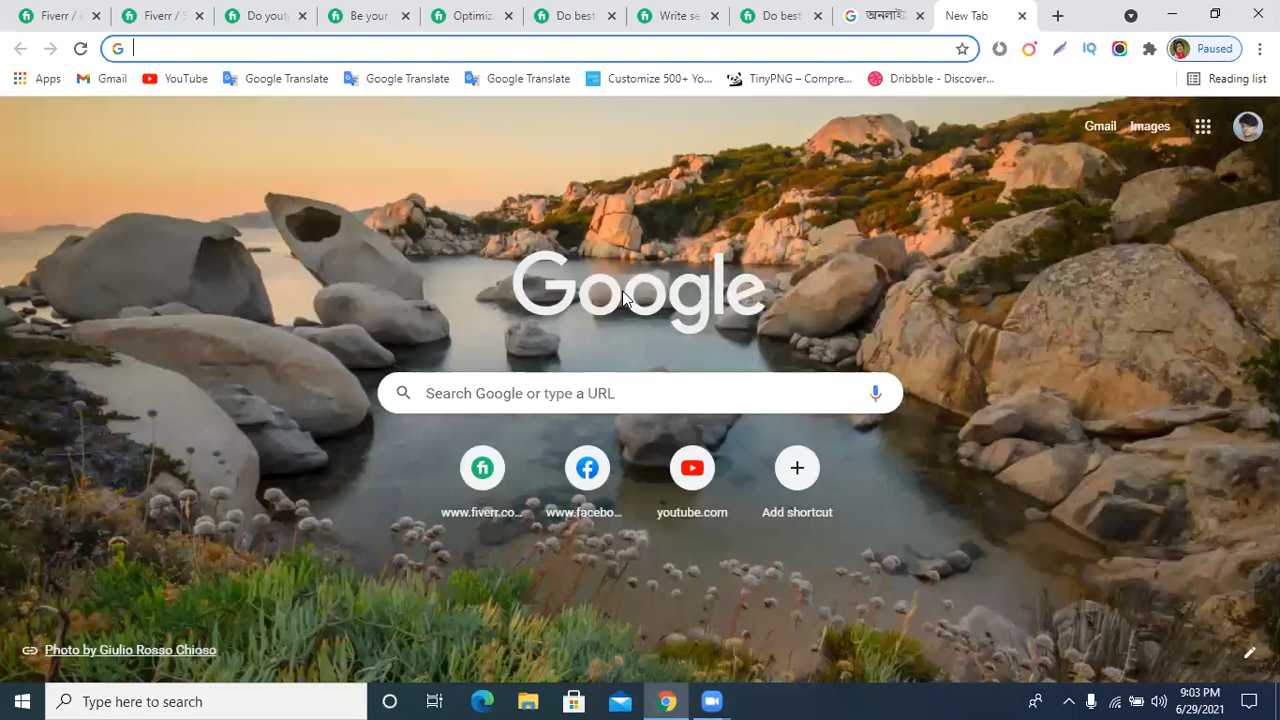 Fiverr / 
Fiverr / S
Do you
Be your
Optimiz
Do best
Write se
Do best
অনলাই
New Tab
Paused
Apps
Gmail
YouTube
Google Translate
Google Translate
Google Translate
Customize 500+ Yo...
TinyPNG – Compre...
Dribbble - Discover...
Reading list
Gmail Images
Google
Search Google or type a URL
www.fiverr.co...
www.facebo...
youtube.com
Add shortcut
Photo by Giulio Rosso Chioso
Type here to search
9:03 PM
6/29/2021